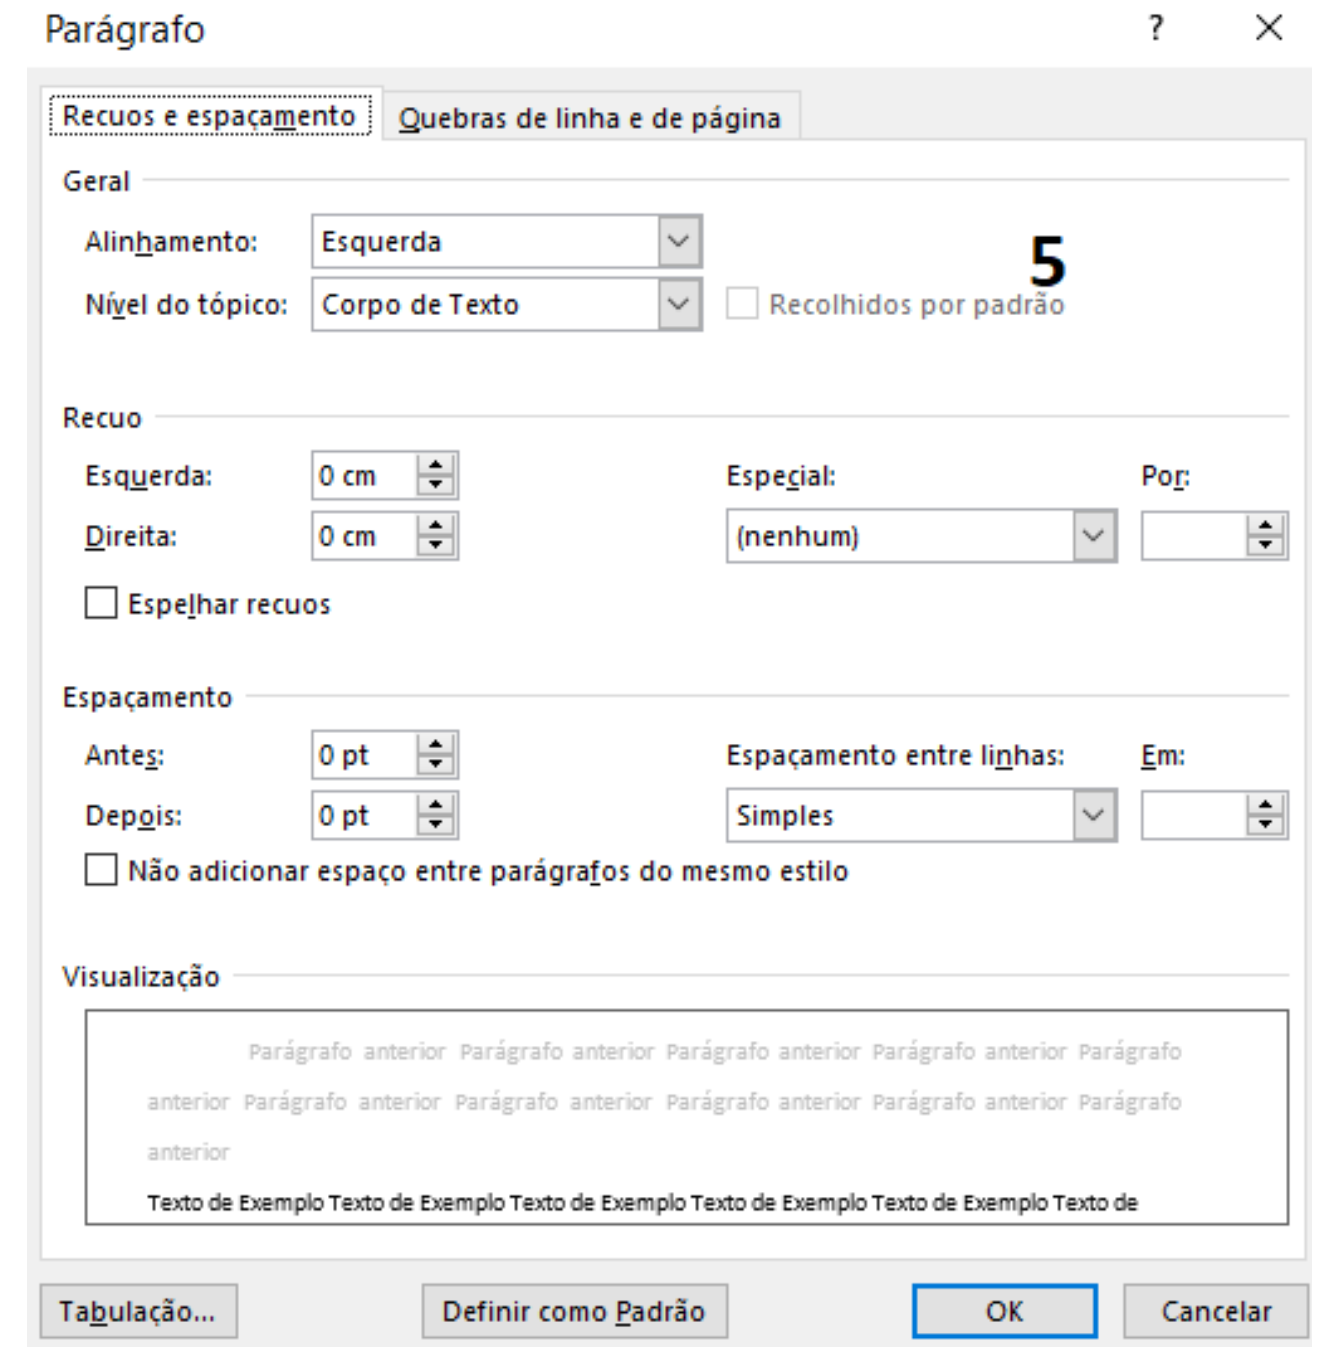 Parágrafo ? ×
Recuos e espaçamento Quebras de linha e de página
Geral
Alinhamento: Esquerda
5
Nível do tópico: Corpo de Texto Recolhidos por padrão
Recuo
Esquerda: 0 cm Especial: Por:
Direita: 0 cm (nenhum)
Espelhar recuos
Espaçamento
Antes: 0 pt Espaçamento entre linhas: Em:
Depois: 0 pt Simples
Não adicionar espaço entre parágrafos do mesmo estilo
Visualização
Parágrafo anterior Parágrafo anterior Parágrafo anterior Parágrafo anterior Parágrafo
anterior Parágrafo anterior Parágrafo anterior Parágrafo anterior Parágrafo anterior Parágrafo
anterior
Texto de Exemplo Texto de Exemplo Texto de Exemplo Texto de Exemplo Texto de Exemplo Texto de
Tabulação... Definir como Padrão OK Cancelar